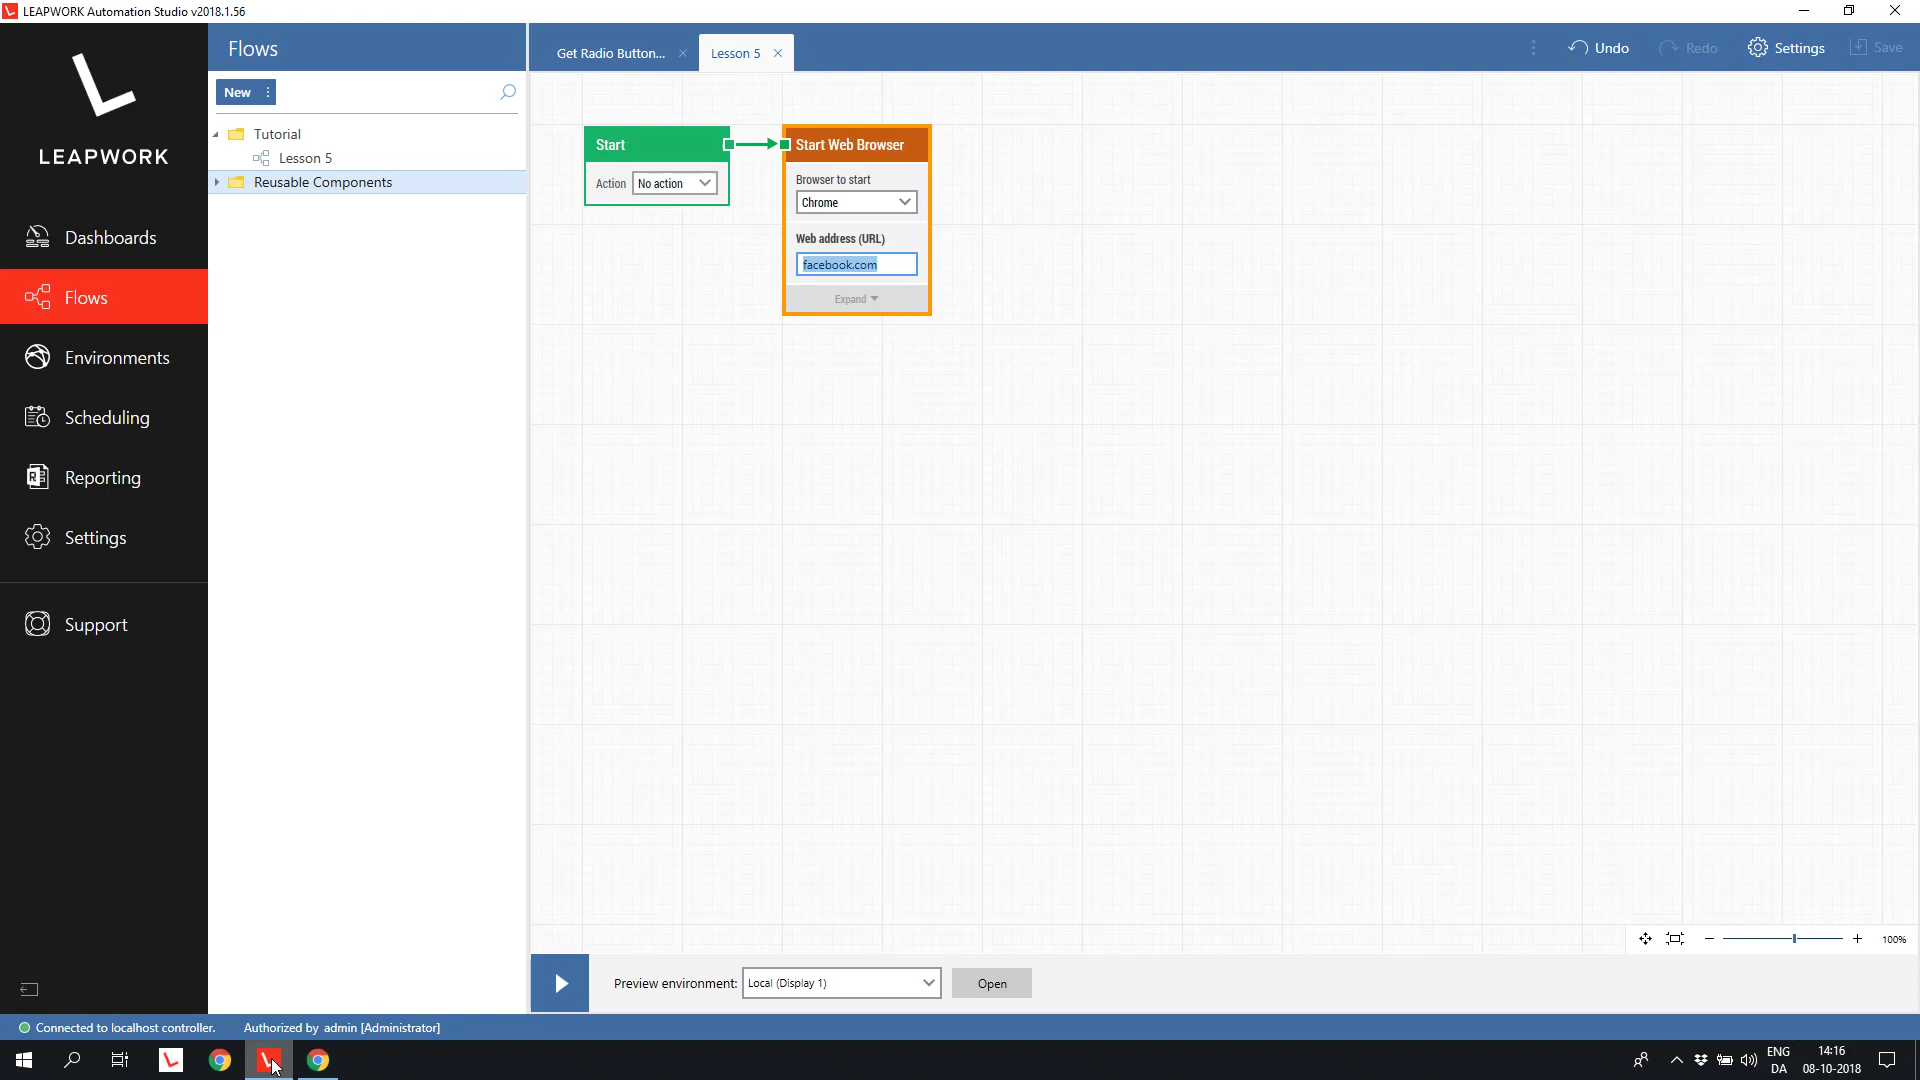 LEAPWORK Automation Studio v2018.1.56
LEAPWORK
Dashboards
Flows
Environments
Scheduling
Reporting
Settings
Support
Flows
New
Tutorial
Lesson 5
Reusable Components
Get Radio Button...
Lesson 5
Undo
Redo
Settings
Save
Start
Action
No action
Start Web Browser
Browser to start
Chrome
Web address (URL)
facebook.com
Expand
100%
Preview environment:
Local (Display 1)
Open
Connected to localhost controller.
Authorized by admin [Administrator]
ENG
DA
14:16
08-10-2018